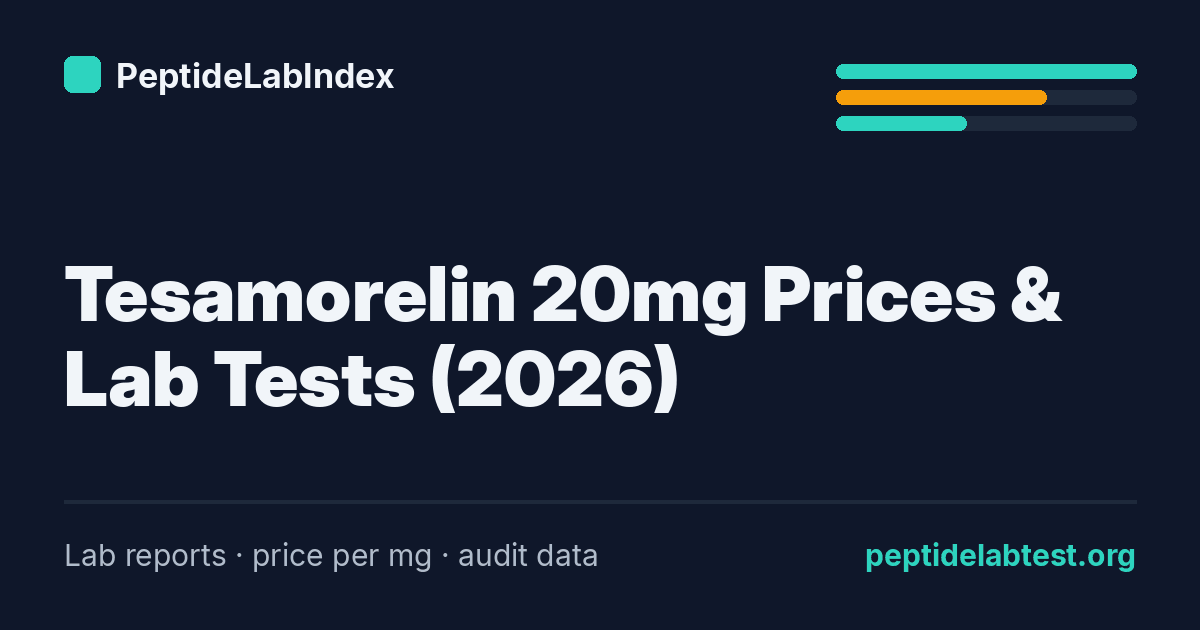 PeptideLabIndex
Tesamorelin 20mg Prices &
Lab Tests (2026)
Lab reports · price per mg · audit data
peptidelabtest.org